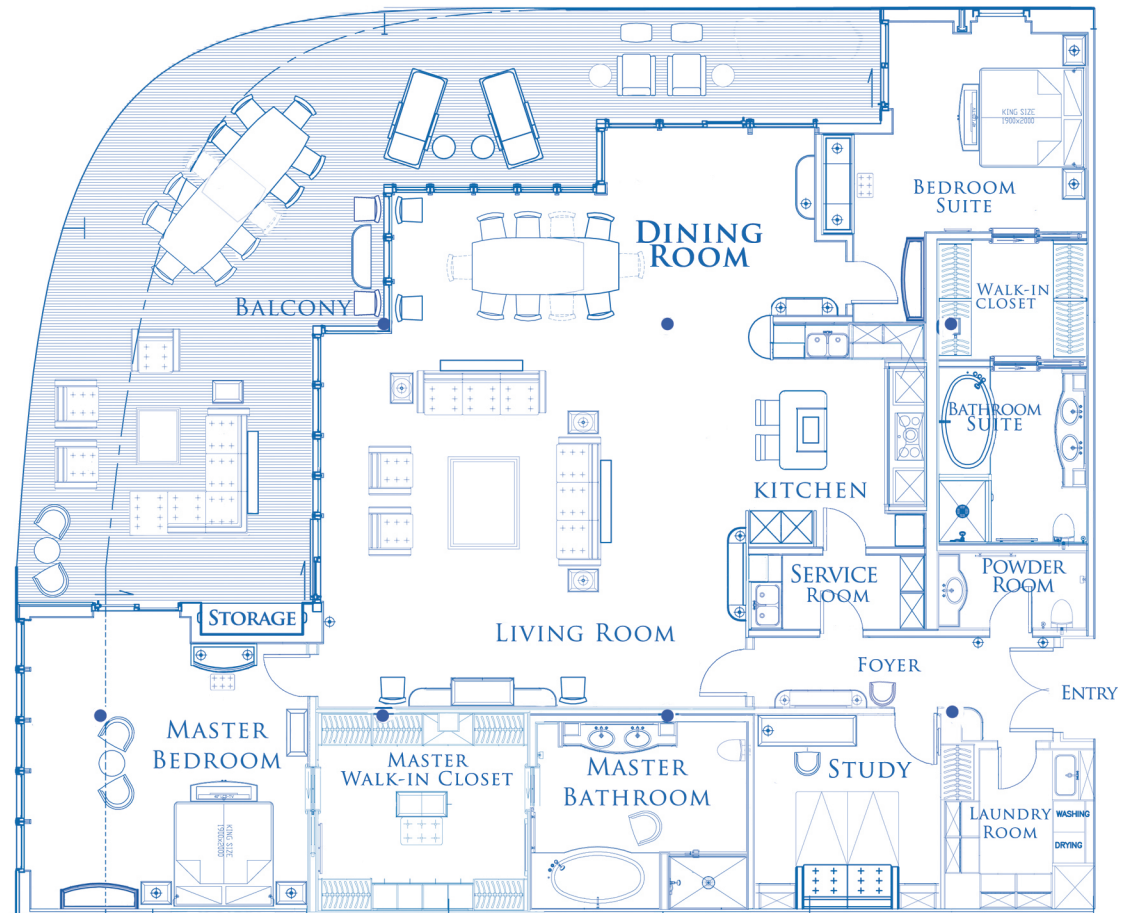 KING SIZE
1900x2000
BEDROOM
SUITE
DINING
ROOM
BALCONY
WALK-IN
CLOSET
BATHROOM
SUITE
KITCHEN
SERVICE
ROOM
POWDER
ROOM
STORAGE
LIVING ROOM
FOYER
ENTRY
MASTER
BEDROOM
MASTER
WALK-IN CLOSET
MASTER
BATHROOM
STUDY
LAUNDRY
ROOM
WASHING
DRYING
KING SIZE
1900x2000